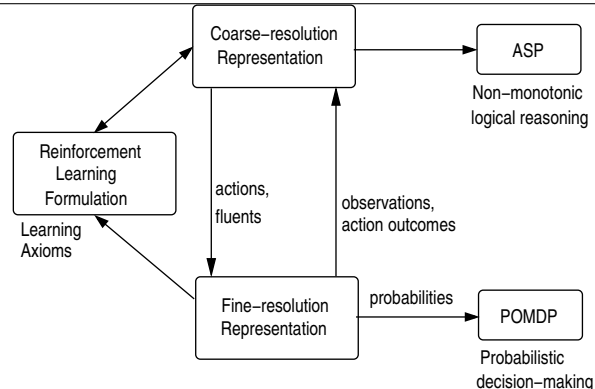 Coarse−resolution
Representation
ASP
Non−monotonic
logical reasoning
Reinforcement
Learning
Formulation
Learning
Axioms
actions,
fluents
observations,
action outcomes
Fine−resolution
Representation
probabilities
POMDP
Probabilistic
decision−making